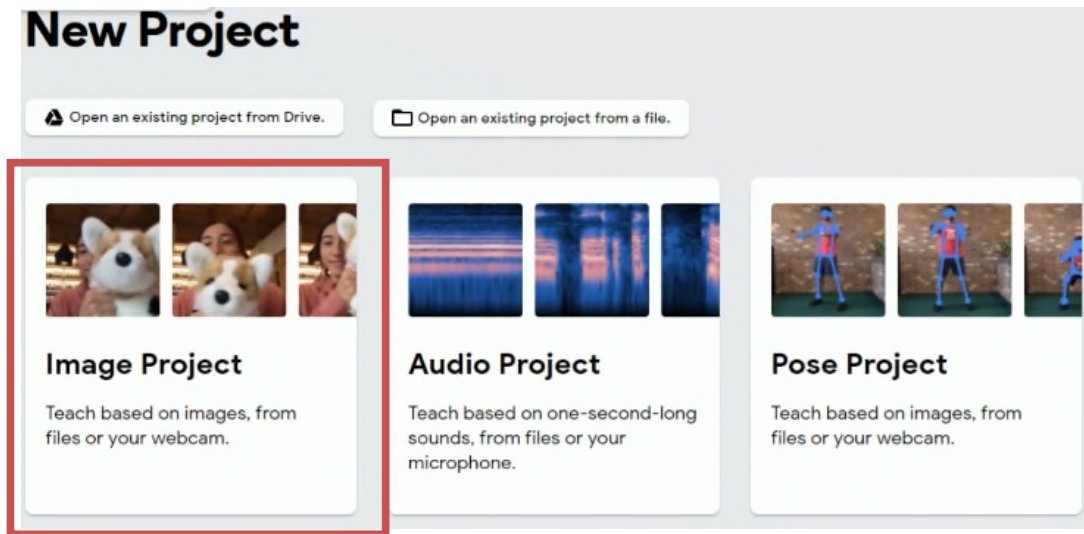 New Project
Open an existing project from Drive.
Open an existing project from a file.
Image Project
Teach based on images, from
files or your webcam.
Audio Project
Teach based on one-second-long
sounds, from files or your
microphone.
Pose Project
Teach based on images, from
files or your webcam.